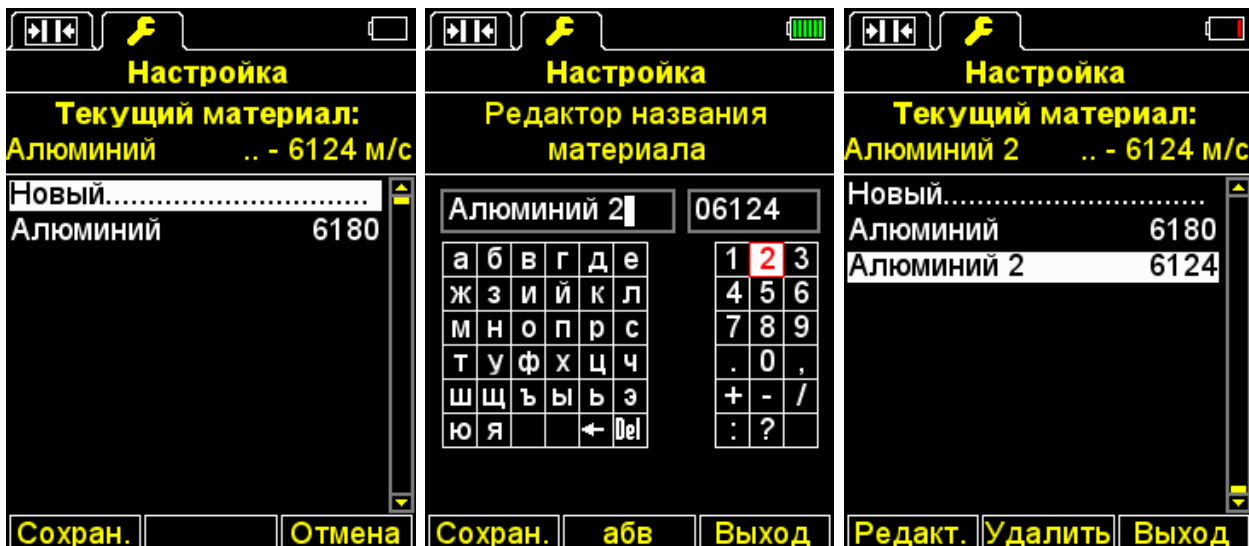 Настройка
Текущий материал:
Алюминий .. - 6124 м/с
Новый................................
Алюминий 6180
Сохран. Отмена
Настройка
Редактор названия
материала
Алюминий 2 06124
а б в г д е 1 2 3
ж з и й к л 4 5 6
м н о п р с 7 8 9
т у ф х ц ч . 0 ,
ш щ ъ ы ь э + - /
ю я ← Del : ?
Сохран. абв Выход
Настройка
Текущий материал:
Алюминий 2 .. - 6124 м/с
Новый................................
Алюминий 6180
Алюминий 2 6124
Редакт. Удалить Выход